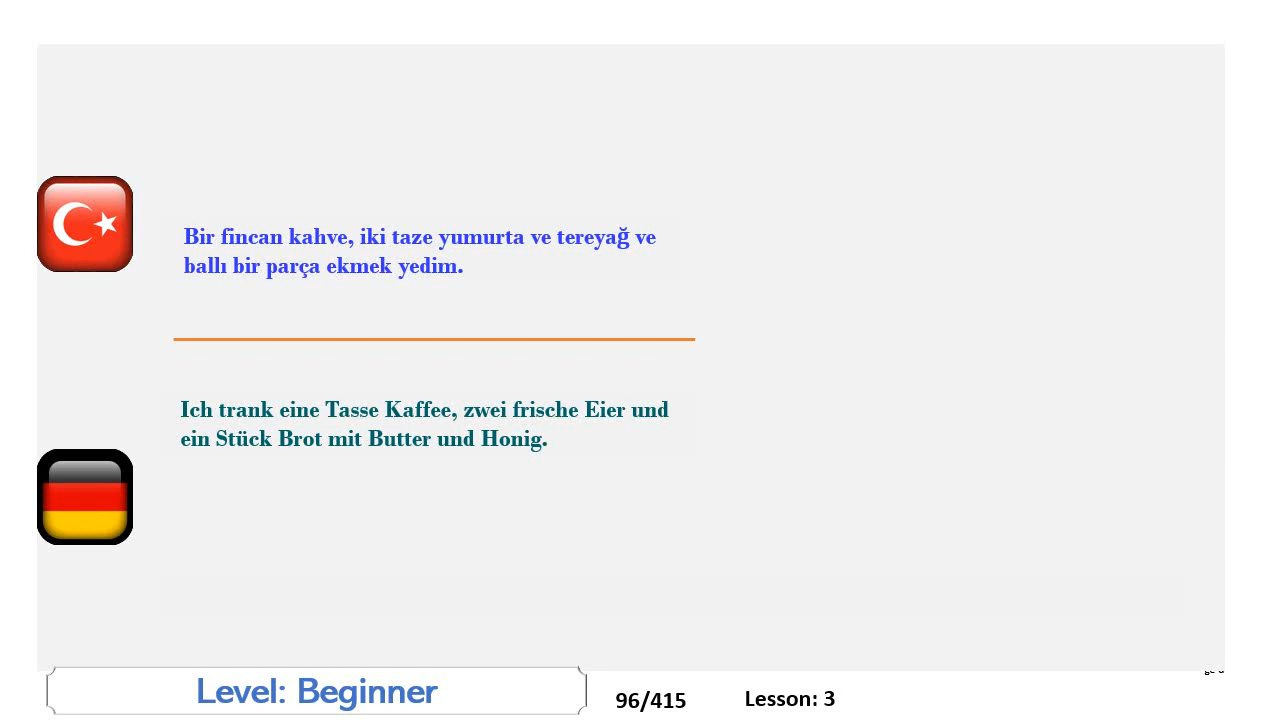 Bir fincan kahve, iki taze yumurta ve tereyağ ve
ballı bir parça ekmek yedim.
Ich trank eine Tasse Kaffee, zwei frische Eier und
ein Stück Brot mit Butter und Honig.
Level: Beginner
96/415
Lesson: 3